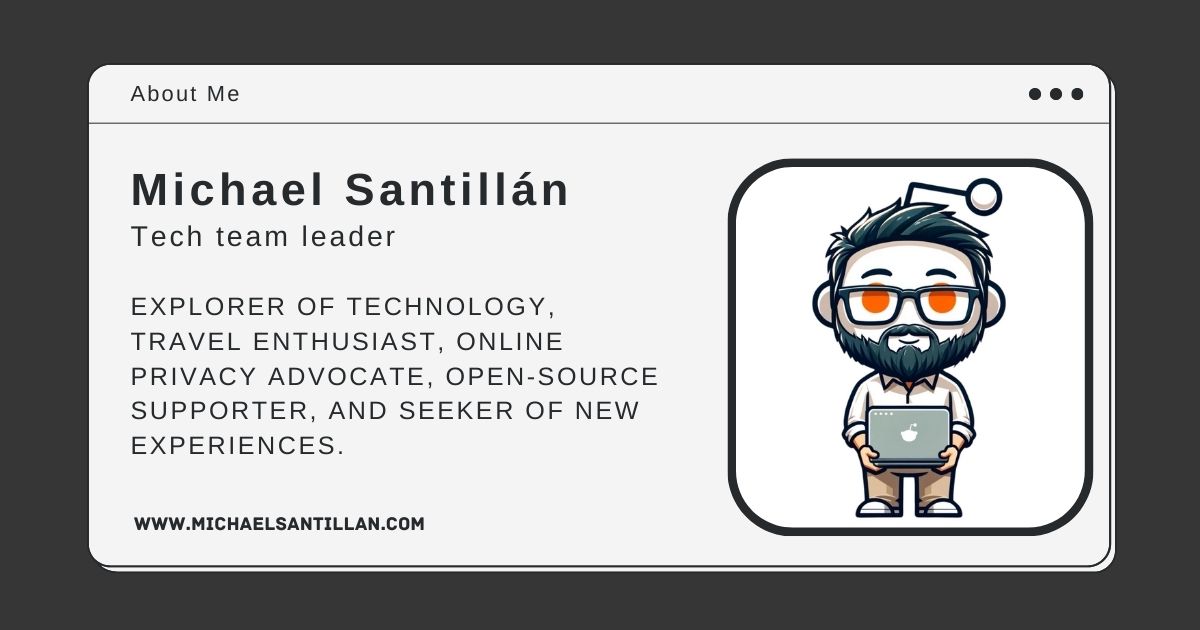 About Me
Michael Santillán
Tech team leader
EXPLORER OF TECHNOLOGY,
TRAVEL ENTHUSIAST, ONLINE
PRIVACY ADVOCATE, OPEN-SOURCE
SUPPORTER, AND SEEKER OF NEW
EXPERIENCES.
WWW.MICHAELSANTILLAN.COM